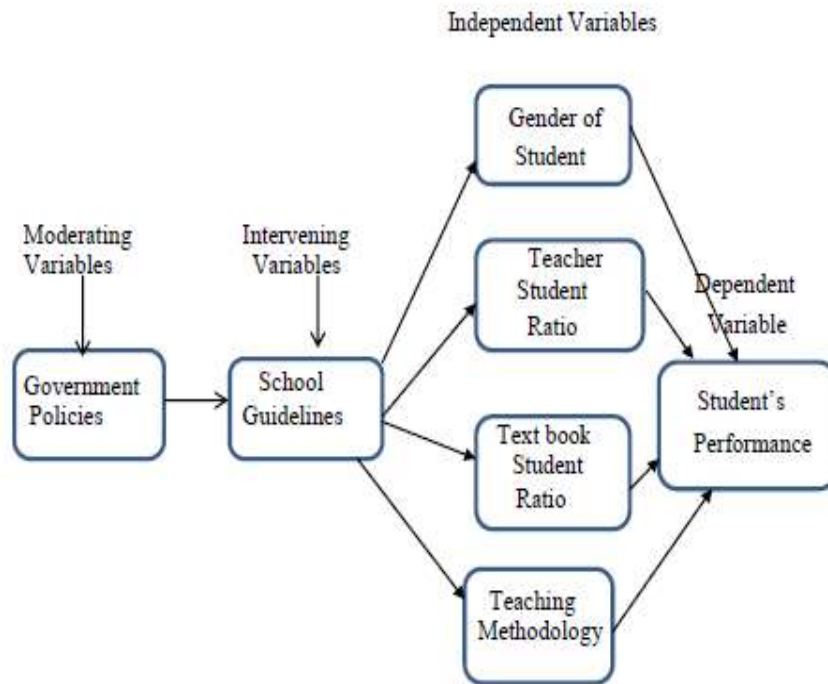 Independent Variables
Gender of
Student
Moderating
Variables
Intervening
Variables
Teacher
Student
Ratio
Dependent
Variable
Government
Policies
School
Guidelines
Student's
Performance
Text book
Student
Ratio
Teaching
Methodology